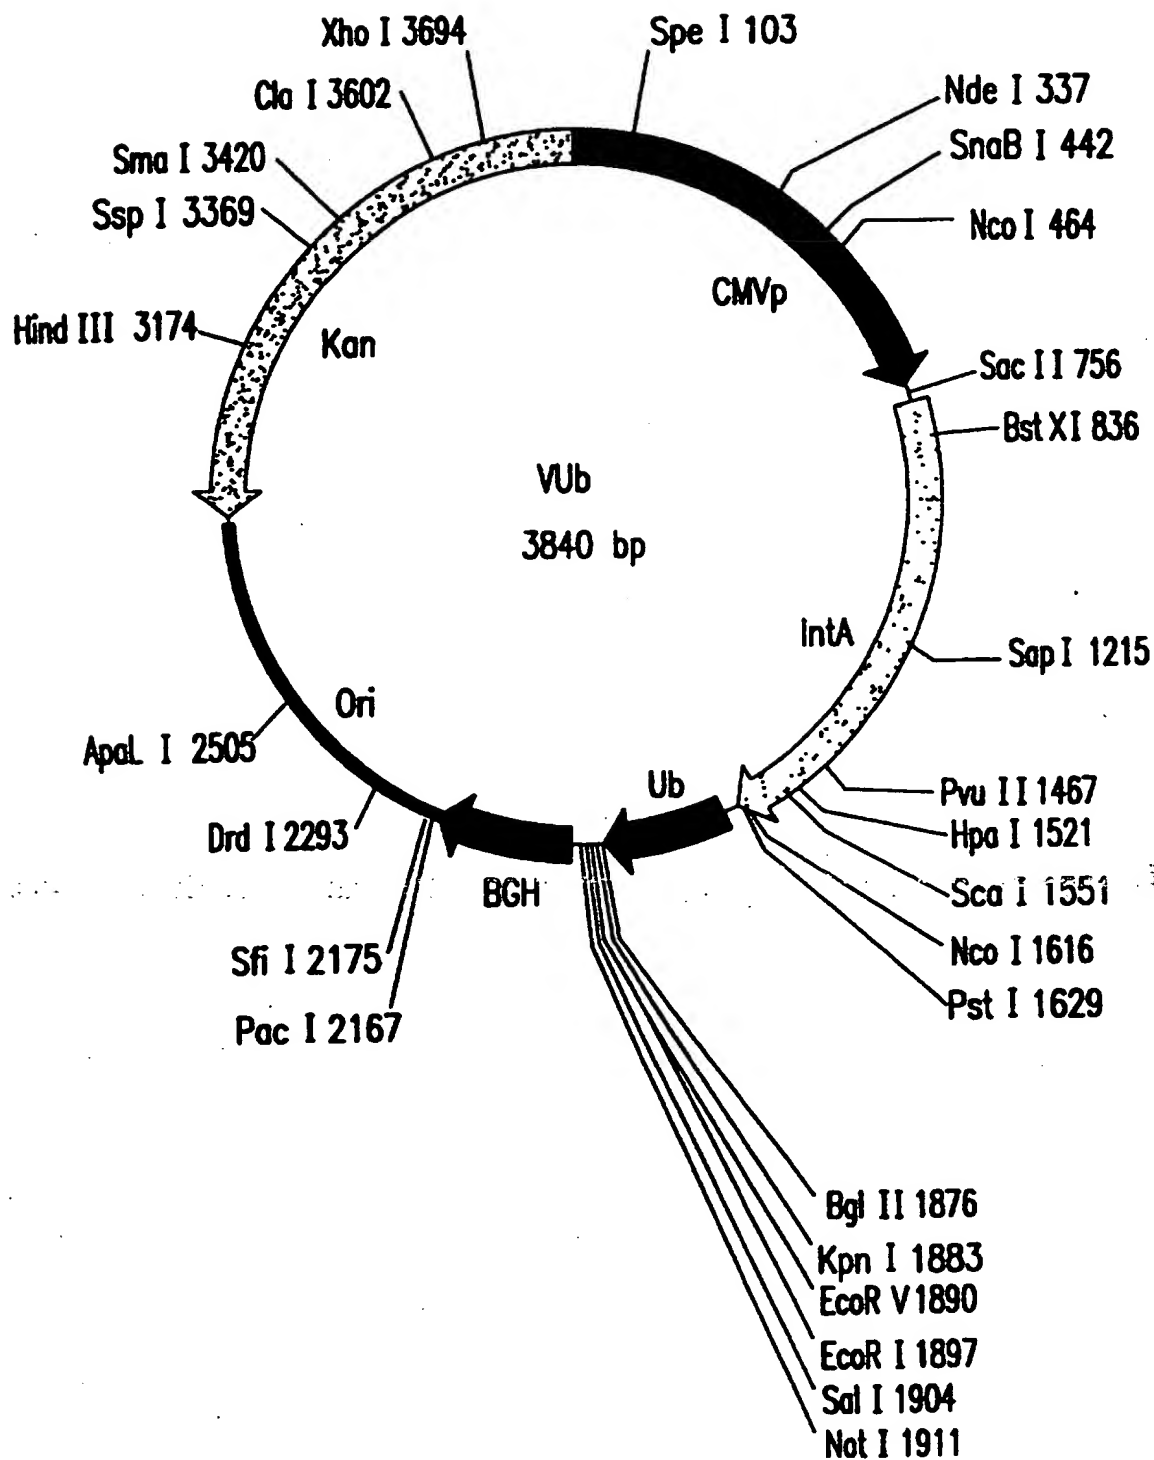 Xho I 3694
Spe I 103
Cla I 3602
Nde I 337
Sma I 3420
SnaB I 442
Ssp I 3369
Nco I 464
CMVp
Hind III 3174
Kan
Sac II 756
BstXI 836
VUb
3840 bp
intA
Sap I 1215
Ori
ApaL I 2505
Ub
Pvu II 1467
Drd I 2293
Hpa I 1521
BGH
Sca I 1551
Sfi I 2175
Nco I 1616
Pac I 2167
Pst I 1629
Bgl II 1876
Kpn I 1883
EcoR V 1890
EcoR I 1897
Sal I 1904
Not I 1911